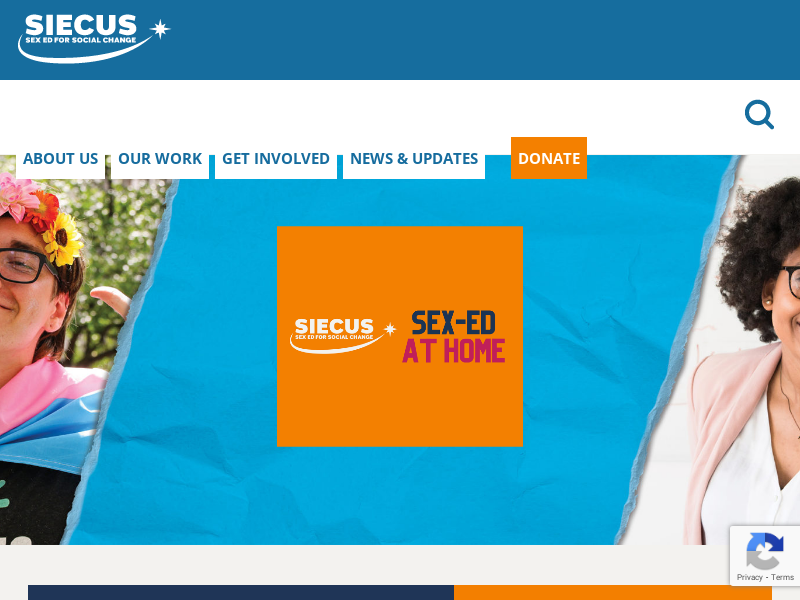 SIECUS
SEX ED FOR SOCIAL CHANGE
ABOUT US
OUR WORK
GET INVOLVED
NEWS & UPDATES
DONATE
SIECUS
SEX ED FOR SOCIAL CHANGE
SEX-ED
AT HOME
Privacy - Terms